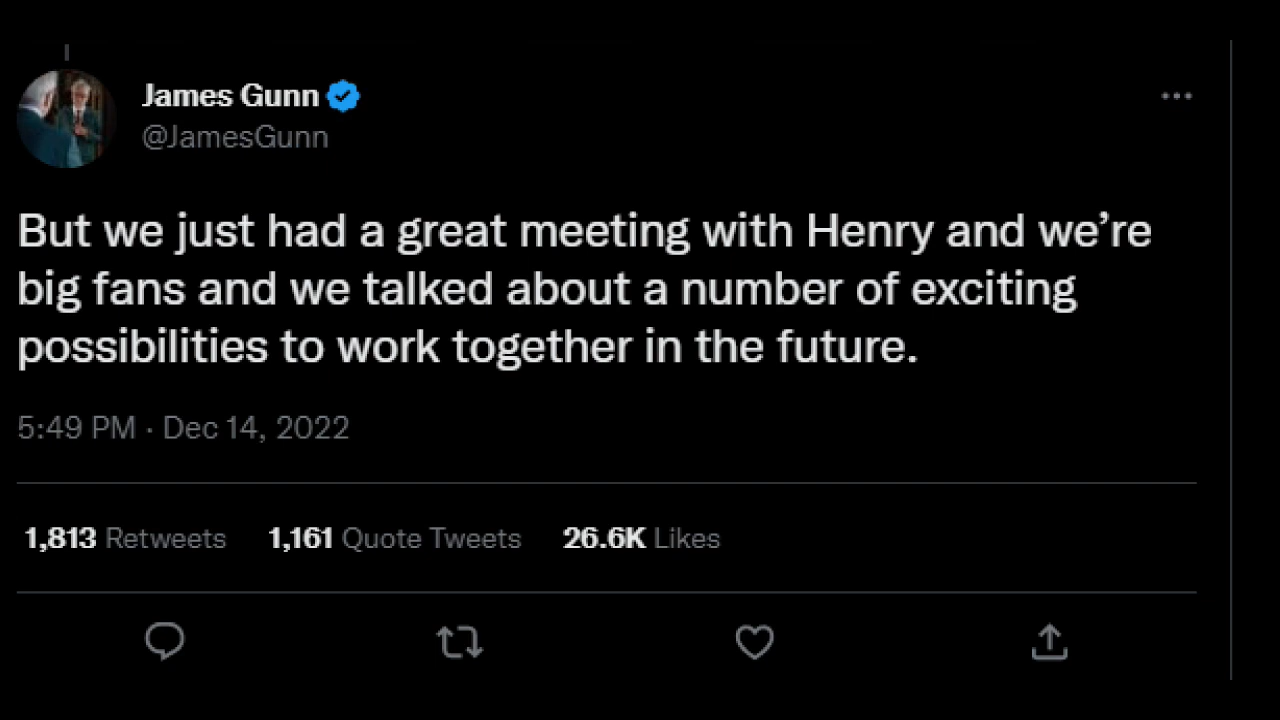 James Gunn
@JamesGunn
But we just had a great meeting with Henry and we’re
big fans and we talked about a number of exciting
possibilities to work together in the future.
5:49 PM · Dec 14, 2022
1,813 Retweets 1,161 Quote Tweets 26.6K Likes